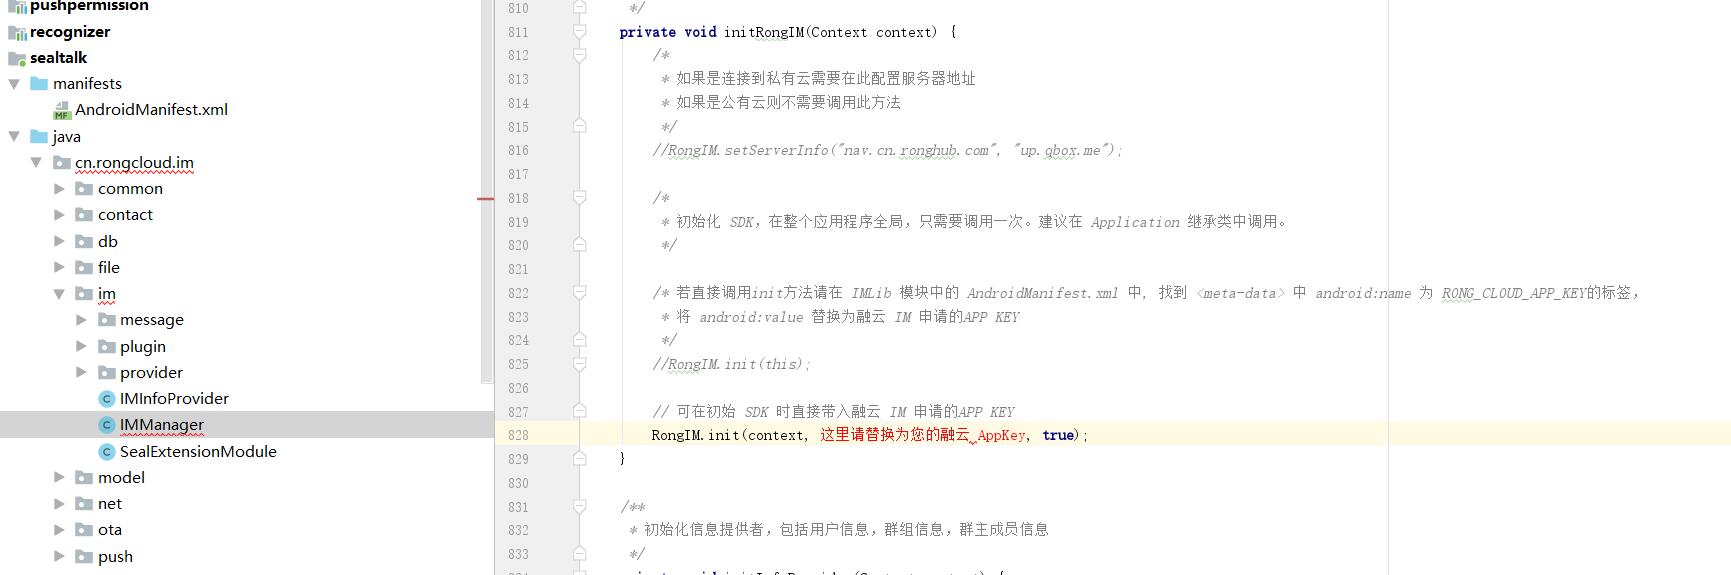 pushpermission
recognizer
sealtalk
manifests
AndroidManifest.xml
java
cn.rongcloud.im
common
contact
db
file
im
message
plugin
provider
IMInfoProvider
IMManager
SealExtensionModule
model
net
ota
push
810 */
811 private void initRongIM(Context context) {
812 /*
813 * 如果是连接到私有云需要在此配置服务器地址
814 * 如果是公有云则不需要调用此方法
815 */
816 //RongIM.setServerInfo("nav.cn.ronghub.com", "up.qbox.me");
817
818 /*
819 * 初始化 SDK，在整个应用程序全局，只需要调用一次。建议在 Application 继承类中调用。
820 */
821
822 /* 若直接调用init方法请在 IMLib 模块中的 AndroidManifest.xml 中, 找到 <meta-data> 中 android:name 为 RONG_CLOUD_APP_KEY的标签，
823 * 将 android:value 替换为融云 IM 申请的APP KEY
824 */
825 //RongIM.init(this);
826
827 // 可在初始 SDK 时直接带入融云 IM 申请的APP KEY
828 RongIM.init(context, 这里请替换为您的融云 AppKey, true);
829 }
830
831 /**
832 * 初始化信息提供者，包括用户信息，群组信息，群主成员信息
833 */